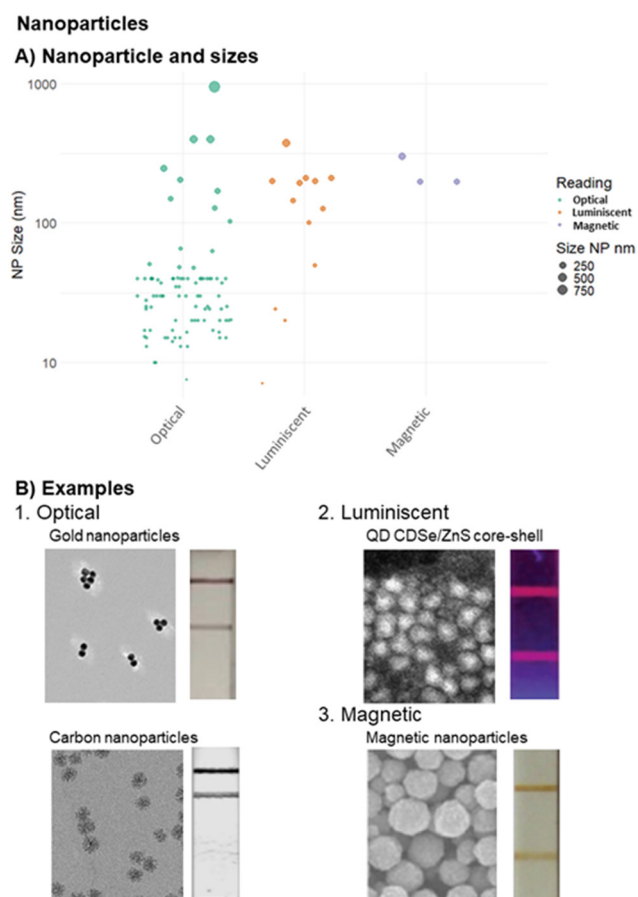 Nanoparticles
A) Nanoparticle and sizes
1000
100
10
NP Size (nm)
Optical
Luminiscent
Magnetic
Reading
Optical
Luminiscent
Magnetic
Size NP nm
250
500
750
B) Examples
1. Optical
Gold nanoparticles
2. Luminiscent
QD CDSe/ZnS core-shell
Carbon nanoparticles
3. Magnetic
Magnetic nanoparticles